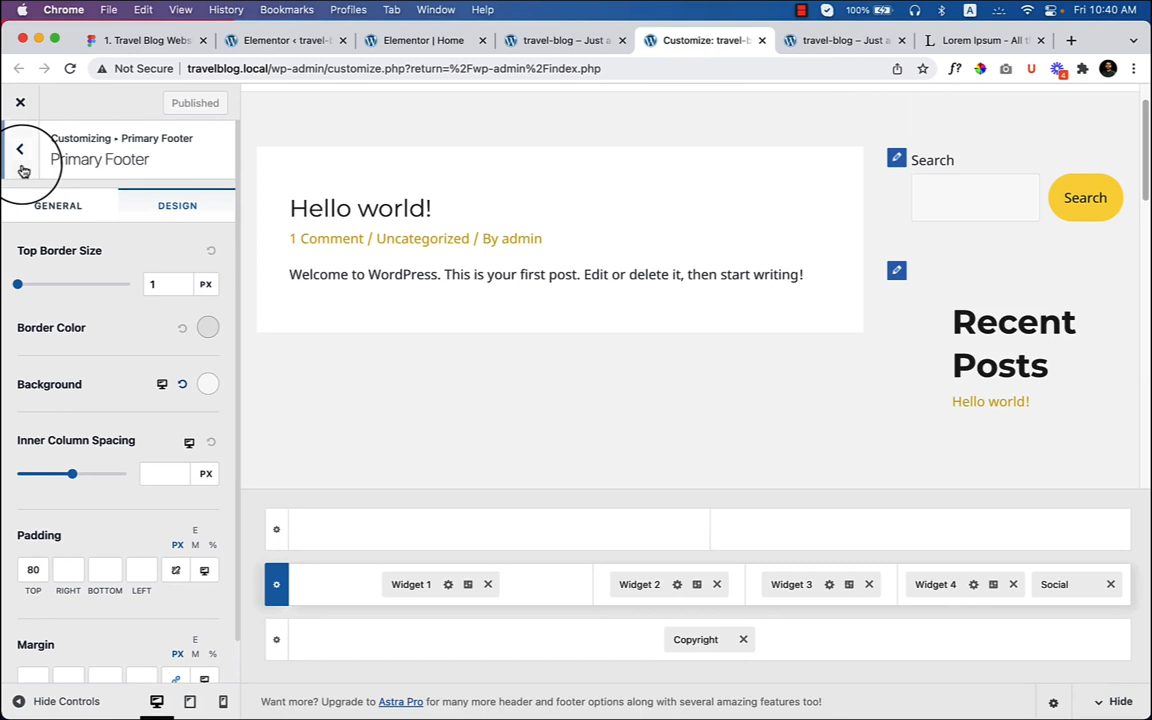 Chrome File Edit View History Bookmarks Profiles Tab Window Help 100% A Fri 10:40 AM
1. Travel Blog Webs Elementor ‹ travel-b Elementor | Home travel-blog – Just a Customize: travel-b travel-blog – Just a Lorem Ipsum - All t
Not Secure travelblog.local/wp-admin/customize.php?return=%2Fwp-admin%2Findex.php f? U 4
Published
Customizing ▸ Primary Footer
Primary Footer
GENERAL DESIGN
Top Border Size
1 PX
Border Color
Background
Inner Column Spacing
PX
Padding
E
PX M %
80
TOP RIGHT BOTTOM LEFT
Margin
E
PX M %
Hide Controls
Hello world!
1 Comment / Uncategorized / By admin
Welcome to WordPress. This is your first post. Edit or delete it, then start writing!
Search
Search
Recent
Posts
Hello world!
Widget 1 Widget 2 Widget 3 Widget 4 Social
Copyright
Want more? Upgrade to Astra Pro for many more header and footer options along with several amazing features too!
Hide